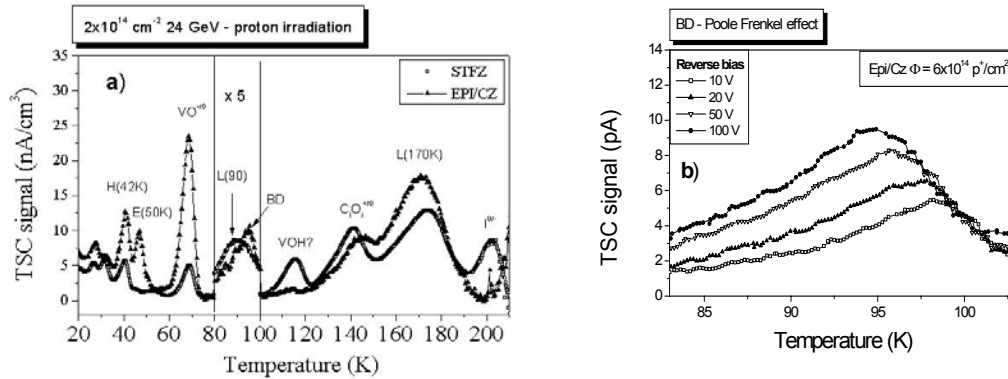 2x10¹⁴ cm⁻² 24 GeV - proton irradiation
a)
STFZ
EPI/CZ
x 5
VO⁻ᐟ⁰
H(42K)
E(50K)
L(90)
BD
VOH?
CᵢOᵢ⁺ᐟ⁰
L(170K)
I⁰ᐟ⁻
TSC signal (nA/cm³)
35
30
25
20
15
10
5
0
20 40 60 80 100 120 140 160 180 200
Temperature (K)
BD - Poole Frenkel effect
Reverse bias
10 V
20 V
50 V
100 V
Epi/Cz Φ = 6x10¹⁴ p⁺/cm²
b)
TSC signal (pA)
14
12
10
8
6
4
2
0
85 90 95 100
Temperature (K)